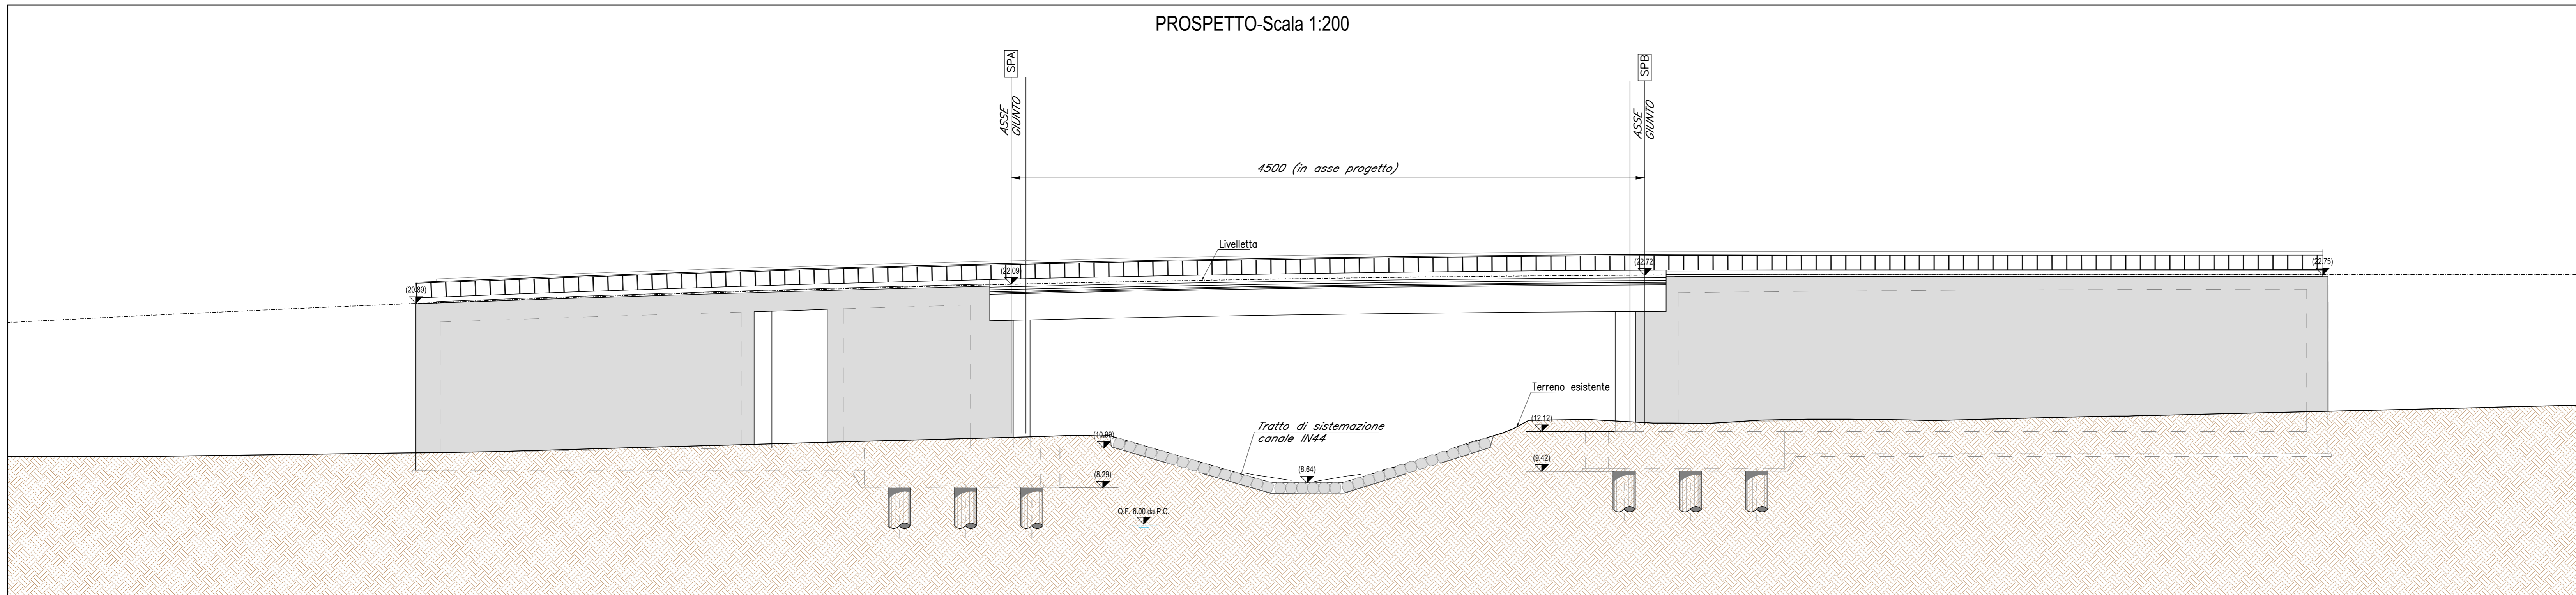 PROSPETTO-Scala 1:200
SPA
SPB
ASSE
GIUNTO
ASSE
GIUNTO
4500 (in asse progetto)
Livelletta
(20.89)
(22.09)
(22.72)
(22.75)
Terreno esistente
(12.12)
Tratto di sistemazione
canale IN44
(10.99)
(9.42)
(8.64)
(8.29)
Q.F.-6.00 da P.C.